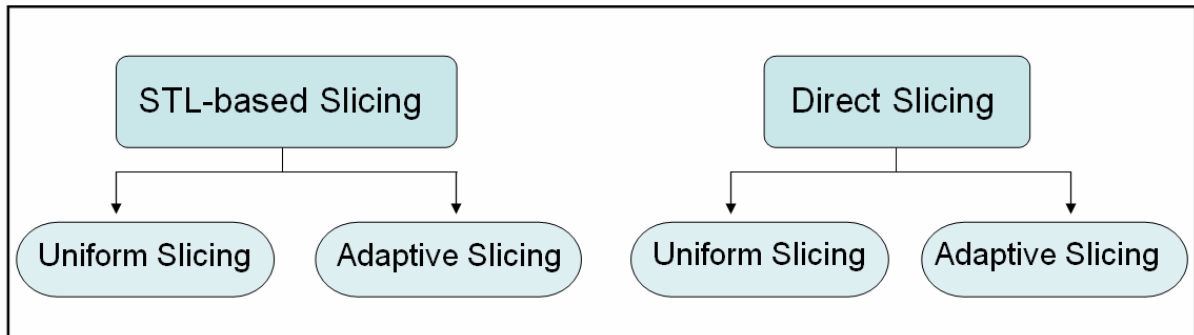 STL-based Slicing
Direct Slicing
Uniform Slicing
Adaptive Slicing
Uniform Slicing
Adaptive Slicing